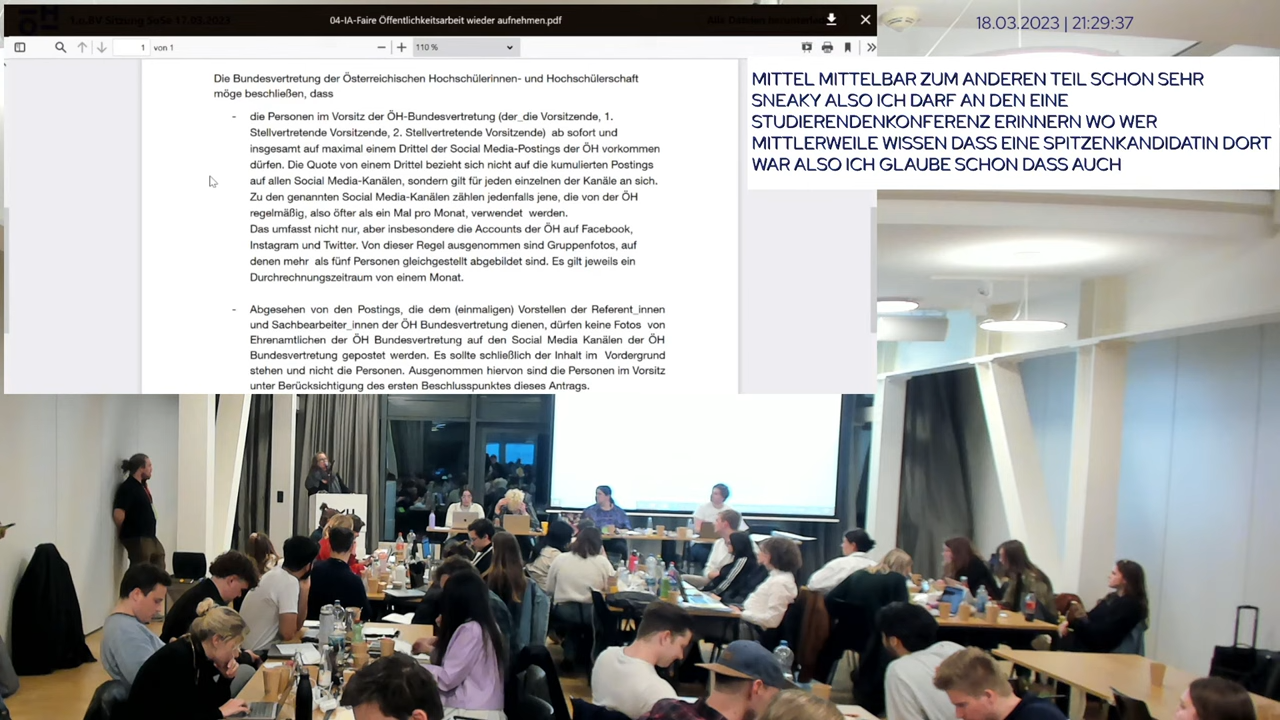 1.o.BV Sitzung SoSe 17.03.2023
04-IA-Faire Öffentlichkeitsarbeit wieder aufnehmen.pdf
18.03.2023 | 21:29:37
1 von 1
110 %
Die Bundesvertretung der Österreichischen Hochschülerinnen- und Hochschülerschaft
möge beschließen, dass
- die Personen im Vorsitz der ÖH-Bundesvertretung (der_die Vorsitzende, 1.
Stellvertretende Vorsitzende, 2. Stellvertretende Vorsitzende) ab sofort und
insgesamt auf maximal einem Drittel der Social Media-Postings der ÖH vorkommen
dürfen. Die Quote von einem Drittel bezieht sich nicht auf die kumulierten Postings
auf allen Social Media-Kanälen, sondern gilt für jeden einzelnen der Kanäle an sich.
Zu den genannten Social Media-Kanälen zählen jedenfalls jene, die von der ÖH
regelmäßig, also öfter als ein Mal pro Monat, verwendet werden.
Das umfasst nicht nur, aber insbesondere die Accounts der ÖH auf Facebook,
Instagram und Twitter. Von dieser Regel ausgenommen sind Gruppenfotos, auf
denen mehr als fünf Personen gleichgestellt abgebildet sind. Es gilt jeweils ein
Durchrechnungszeitraum von einem Monat.
- Abgesehen von den Postings, die dem (einmaligen) Vorstellen der Referent_innen
und Sachbearbeiter_innen der ÖH Bundesvertretung dienen, dürfen keine Fotos von
Ehrenamtlichen der ÖH Bundesvertretung auf den Social Media Kanälen der ÖH
Bundesvertretung gepostet werden. Es sollte schließlich der Inhalt im Vordergrund
stehen und nicht die Personen. Ausgenommen hiervon sind die Personen im Vorsitz
unter Berücksichtigung des ersten Beschlusspunktes dieses Antrags.
MITTEL MITTELBAR ZUM ANDEREN TEIL SCHON SEHR
SNEAKY ALSO ICH DARF AN DEN EINE
STUDIERENDENKONFERENZ ERINNERN WO WER
MITTLERWEILE WISSEN DASS EINE SPITZENKANDIDATIN DORT
WAR ALSO ICH GLAUBE SCHON DASS AUCH